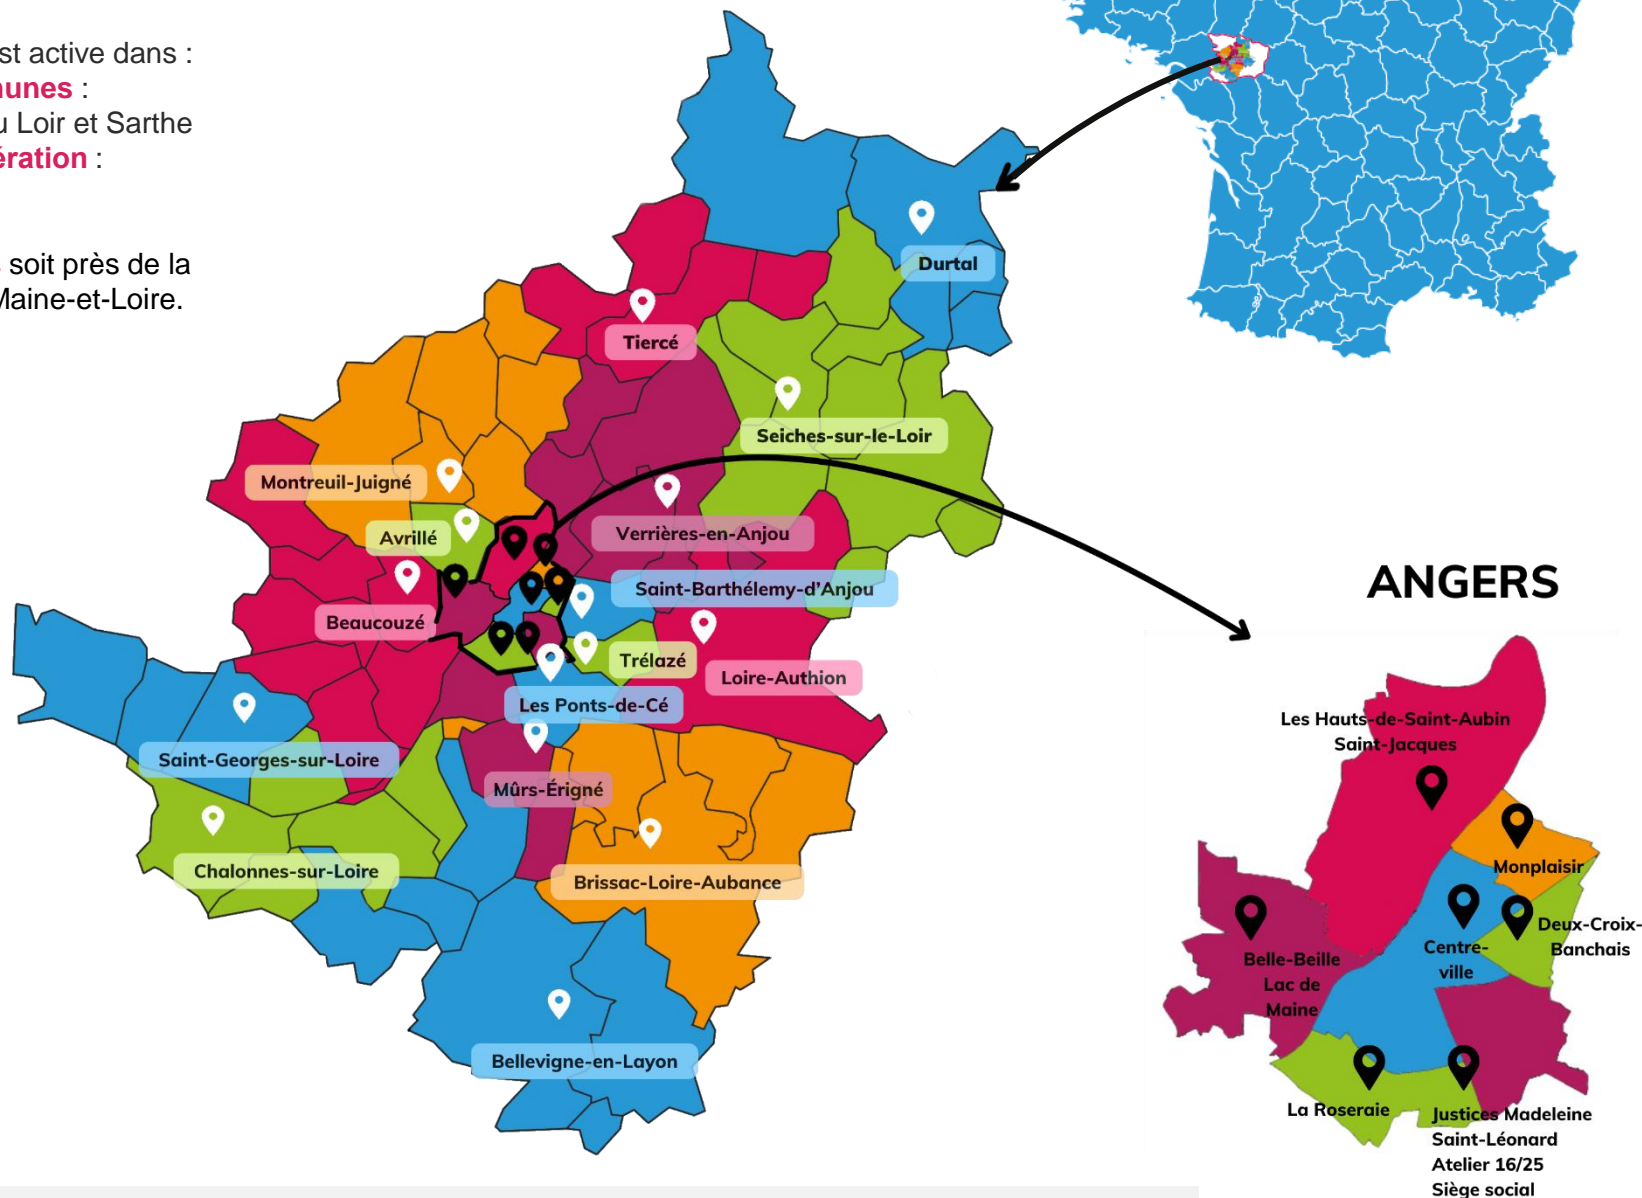 st active dans :
unes :
u Loir et Sarthe
ération :
soit près de la
Maine-et-Loire.
Durtal
Tiercé
Seiches-sur-le-Loir
Montreuil-Juigné
Verrières-en-Anjou
Avrillé
Saint-Barthélemy-d'Anjou
Beaucouzé
Trélazé
Loire-Authion
Les Ponts-de-Cé
Saint-Georges-sur-Loire
Mûrs-Érigné
Chalonnes-sur-Loire
Brissac-Loire-Aubance
Bellevigne-en-Layon
ANGERS
Les Hauts-de-Saint-Aubin
Saint-Jacques
Monplaisir
Deux-Croix-
Banchais
Centre-
ville
Belle-Beille
Lac de
Maine
La Roseraie
Justices Madeleine
Saint-Léonard
Atelier 16/25
Siège social